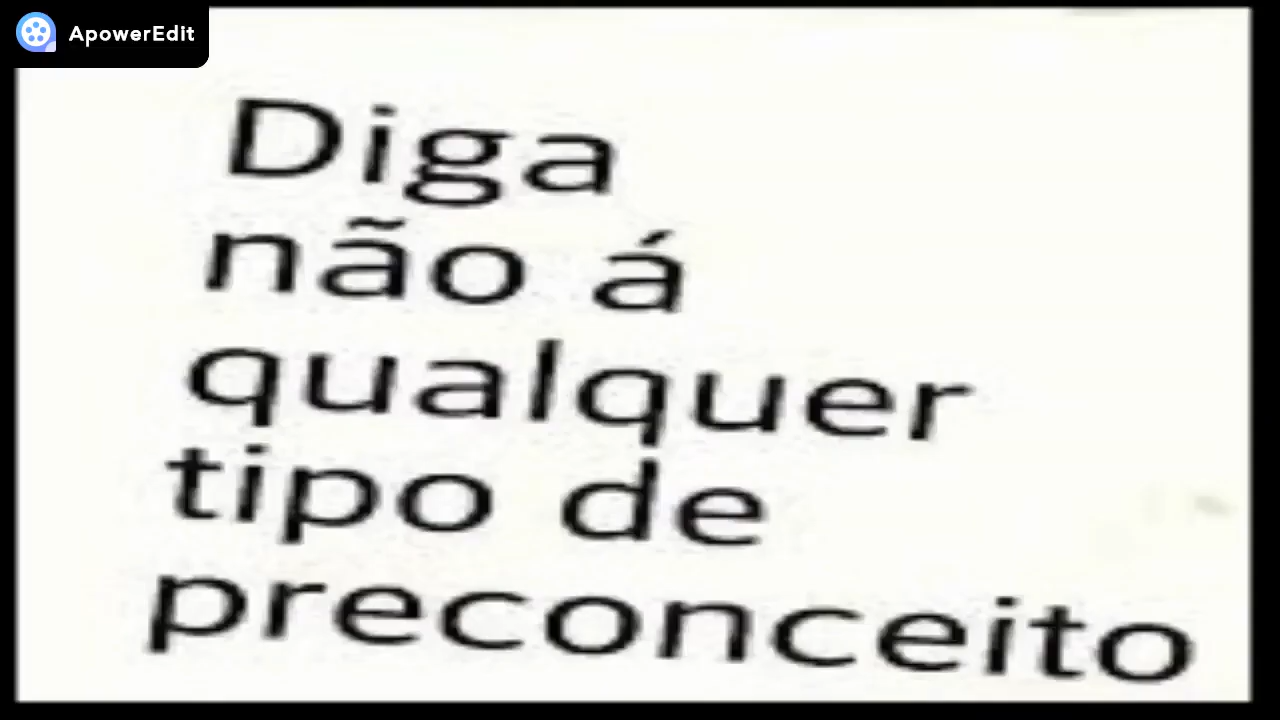 ApowerEdit
Diga
não á
qualquer
tipo de
preconceito